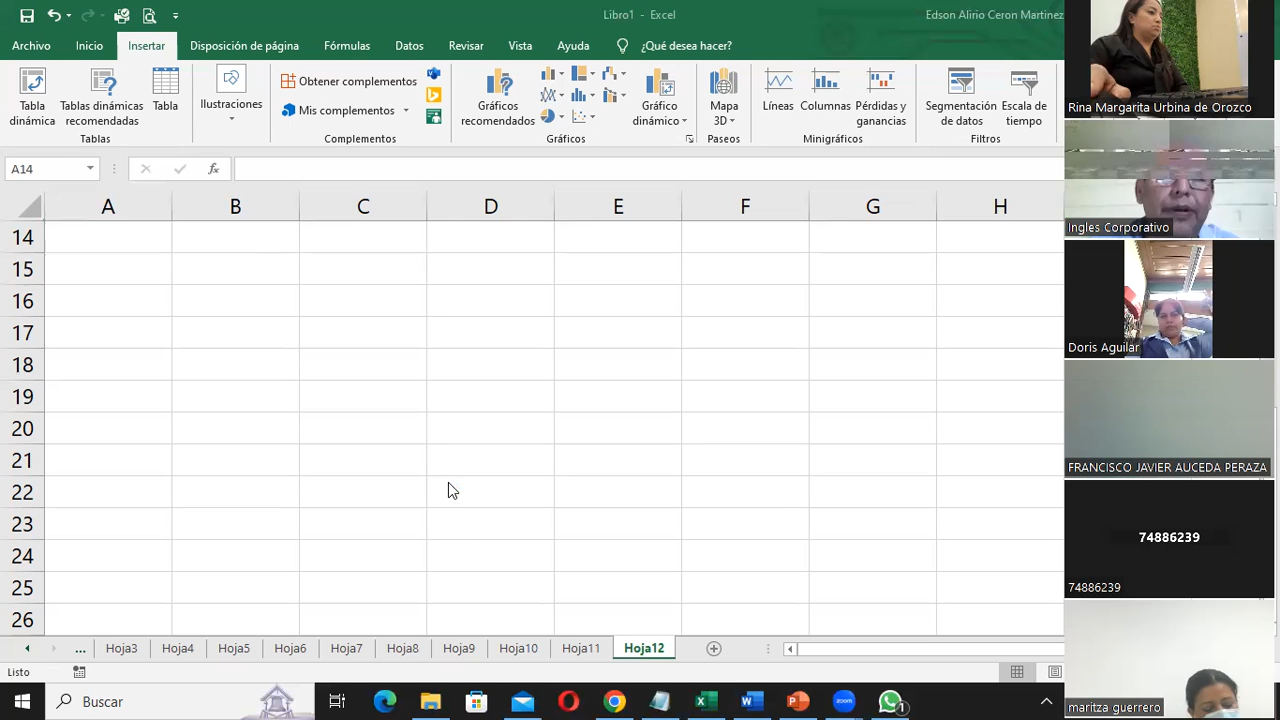 Libro1 - Excel
Edson Alirio Ceron Martinez
Archivo Inicio Insertar Disposición de página Fórmulas Datos Revisar Vista Ayuda ¿Qué desea hacer?
Tabla dinámica
Tablas dinámicas recomendadas
Tabla
Tablas
Ilustraciones
Obtener complementos
Mis complementos
Complementos
Gráficos recomendados
Gráfico dinámico
Gráficos
Mapa 3D
Paseos
Líneas
Columnas
Pérdidas y ganancias
Minigráficos
Segmentación de datos
Escala de tiempo
Filtros
A14
fx
A B C D E F G H
14
15
16
17
18
19
20
21
22
23
24
25
26
... Hoja3 Hoja4 Hoja5 Hoja6 Hoja7 Hoja8 Hoja9 Hoja10 Hoja11 Hoja12
Listo
Buscar
1
Rina Margarita Urbina de Orozco
Ingles Corporativo
Doris Aguilar
FRANCISCO JAVIER AUCEDA PERAZA
74886239
74886239
maritza guerrero